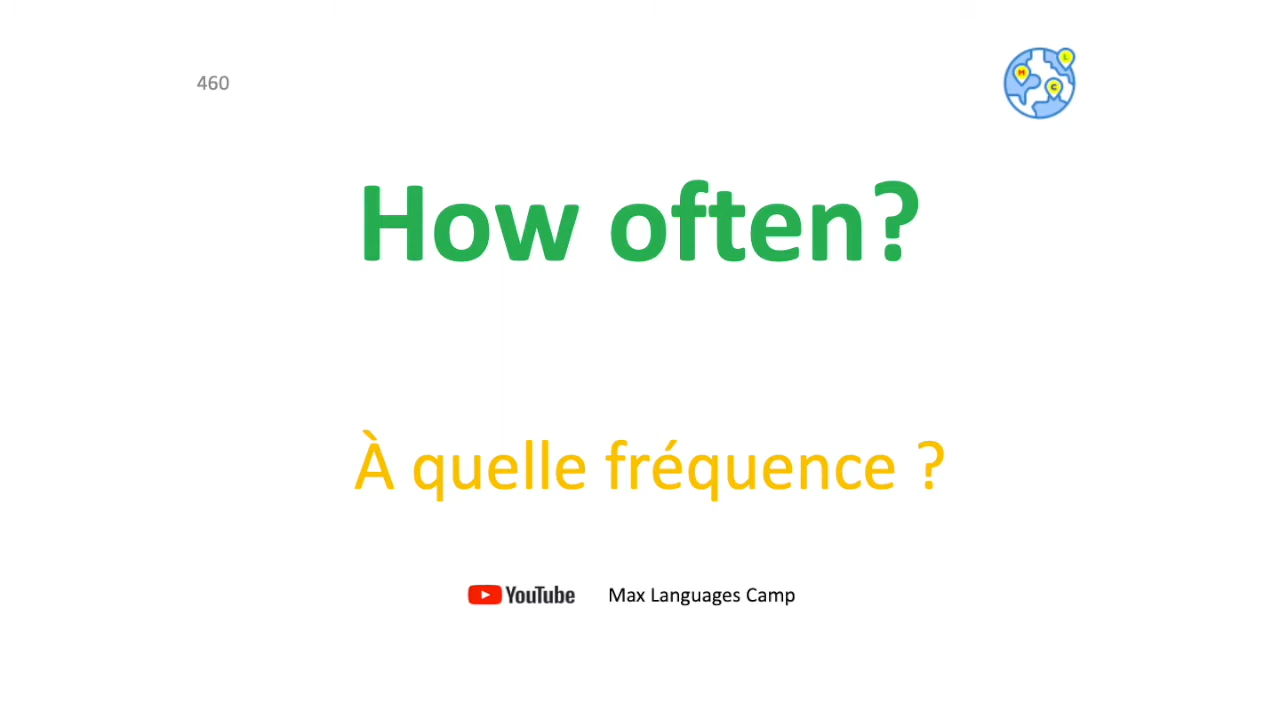 460
How often?
À quelle fréquence ?
YouTube Max Languages Camp
M
L
C